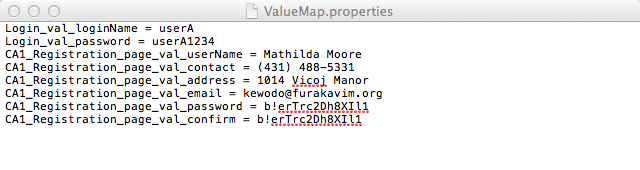 ValueMap.properties
Login_val_loginName = userA
Login_val_password = userA1234
CA1_Registration_page_val_userName = Mathilda Moore
CA1_Registration_page_val_contact = (431) 488-5331
CA1_Registration_page_val_address = 1014 Vicoj Manor
CA1_Registration_page_val_email = kewodo@furakavim.org
CA1_Registration_page_val_password = b!erTrc2Dh8XIl1
CA1_Registration_page_val_confirm = b!erTrc2Dh8XIl1